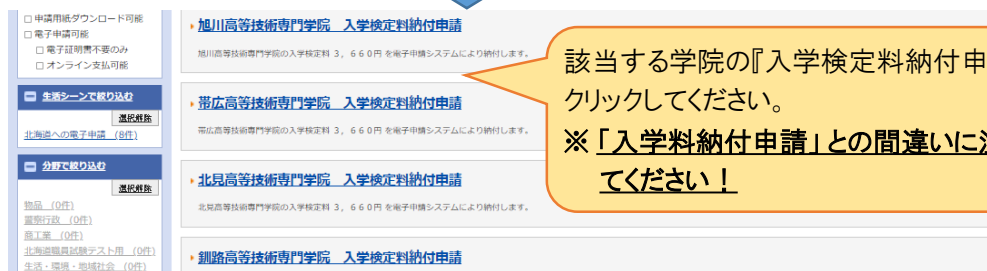 □ 申請用紙ダウンロード可能
□ 電子申請可能
□ 電子証明書不要のみ
□ オンライン支払可能
生活シーンで絞り込む
選択解除
北海道への電子申請 (8件)
分野で絞り込む
選択解除
物品 (0件)
警察行政 (0件)
商工業 (0件)
北海道職員試験テスト用 (0件)
生活・環境・地域社会 (0件)
旭川高等技術専門学院 入学検定料納付申請
旭川高等技術専門学院の入学検定料 3,660円 を電子申請システムにより納付します。
帯広高等技術専門学院 入学検定料納付申請
帯広高等技術専門学院の入学検定料 3,660円 を電子申請システムにより納付します。
北見高等技術専門学院 入学検定料納付申請
北見高等技術専門学院の入学検定料 3,660円 を電子申請システムにより納付します。
釧路高等技術専門学院 入学検定料納付申請
該当する学院の『入学検定料納付申
クリックしてください。
※「入学料納付申請」との間違いに
てください！